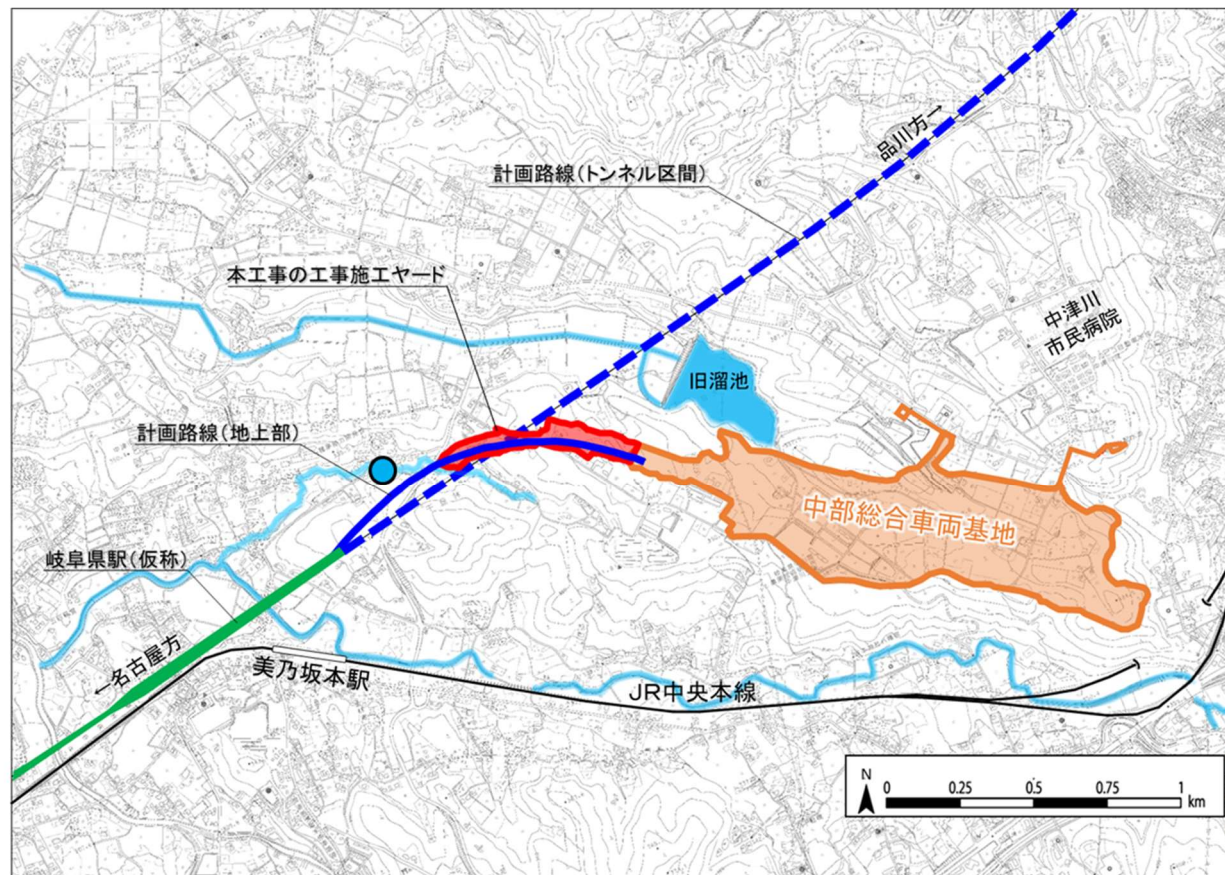 品川方→
計画路線(トンネル区間)
本工事の工事施工ヤード
中津川
市民病院
旧溜池
計画路線(地上部)
中部総合車両基地
岐阜県駅(仮称)
←名古屋方
美乃坂本駅
JR中央本線
N
0 0.25 0.5 0.75 1
km